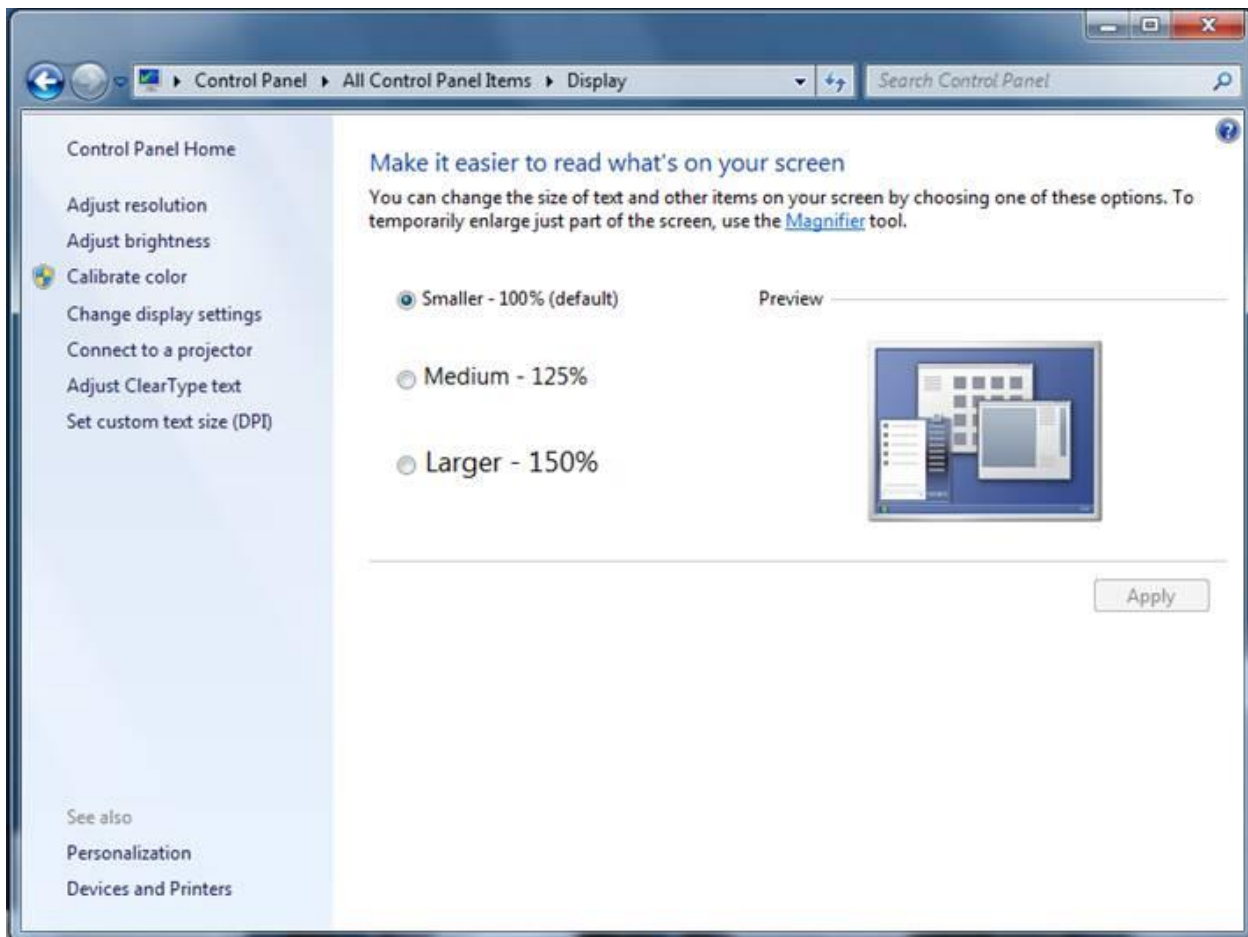 Control Panel
All Control Panel Items
Display
Search Control Panel
Control Panel Home
Adjust resolution
Adjust brightness
Calibrate color
Change display settings
Connect to a projector
Adjust ClearType text
Set custom text size (DPI)
See also
Personalization
Devices and Printers
Make it easier to read what's on your screen
You can change the size of text and other items on your screen by choosing one of these options. To
temporarily enlarge just part of the screen, use the Magnifier tool.
Smaller - 100% (default)
Medium - 125%
Larger - 150%
Preview
Apply